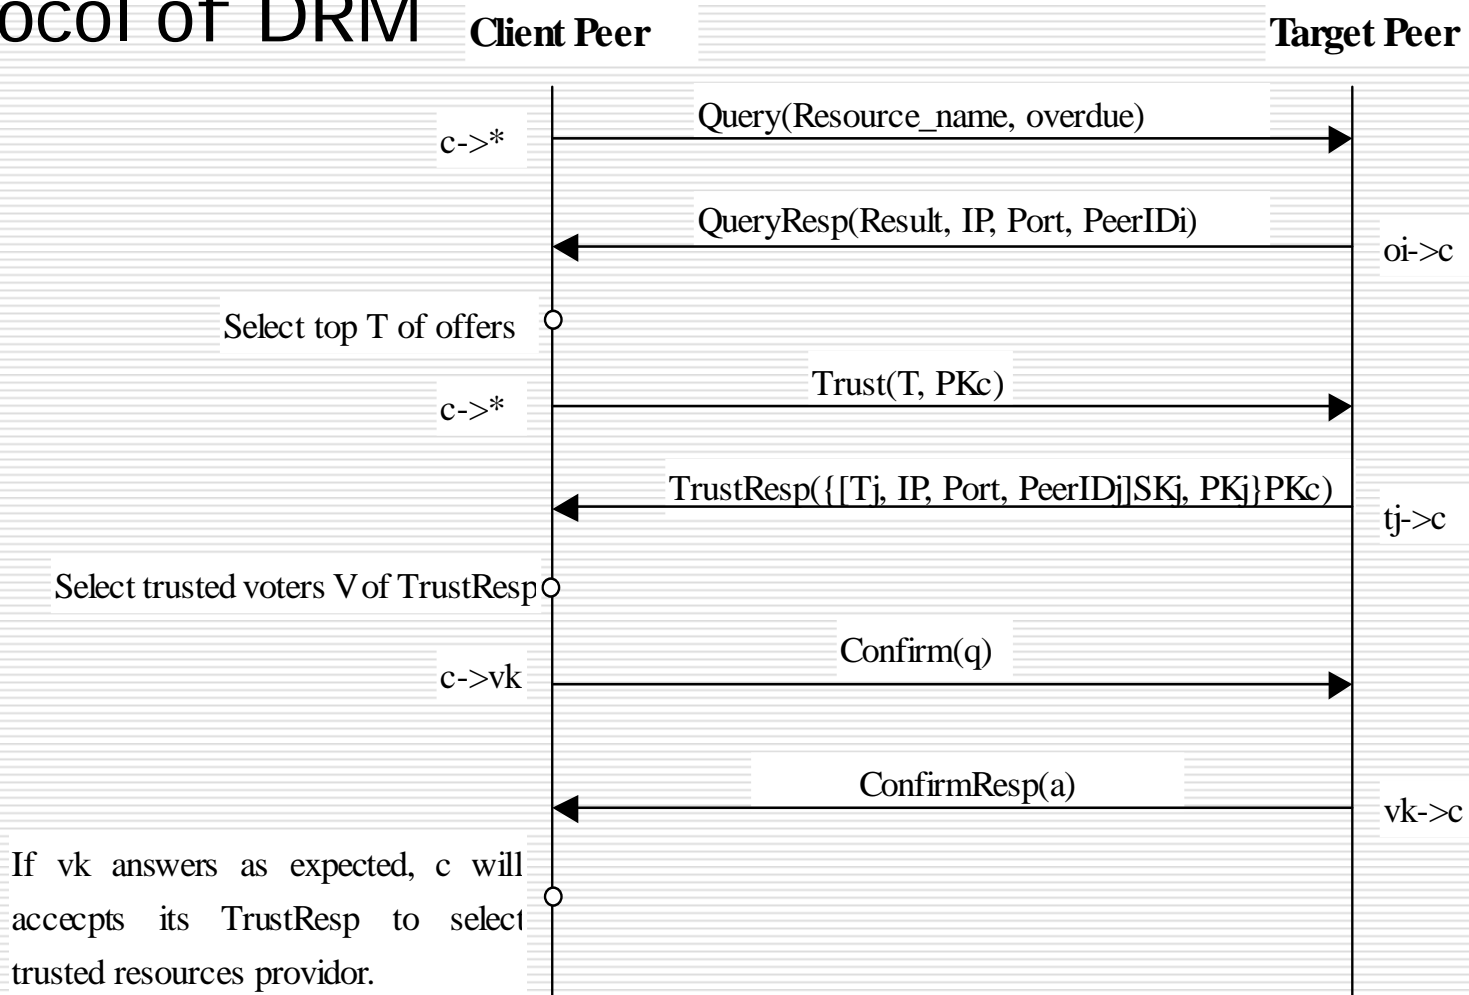 ocol of DRM
Client Peer
Target Peer
Query(Resource_name, overdue)
c->*
QueryResp(Result, IP, Port, PeerIDi)
oi->c
Select top T of offers
Trust(T, PKc)
c->*
TrustResp({[Tj, IP, Port, PeerIDj]SKj, PKj}PKc)
tj->c
Select trusted voters V of TrustResp
Confirm(q)
c->vk
ConfirmResp(a)
vk->c
If vk answers as expected, c will
accecpts its TrustResp to select
trusted resources providor.